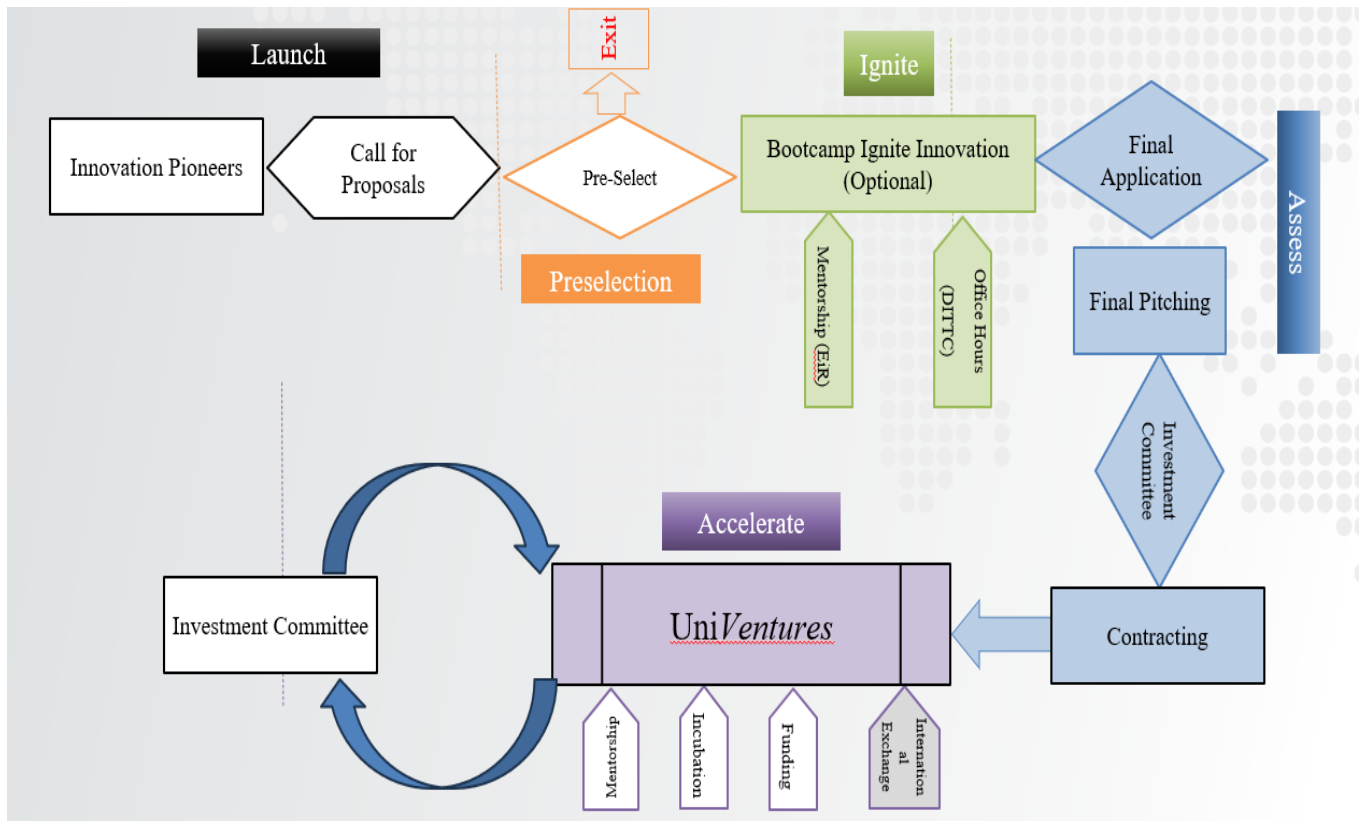 Launch
Exit
Ignite
Innovation Pioneers
Call for
Proposals
Pre-Select
Bootcamp Ignite Innovation
(Optional)
Final
Application
Assess
Preselection
Mentorship (EiR)
Office Hours
(DITTC)
Final Pitching
Investment
Committee
Accelerate
Investment Committee
UniVentures
Contracting
Mentorship
Incubation
Funding
Internation
al
Exchange